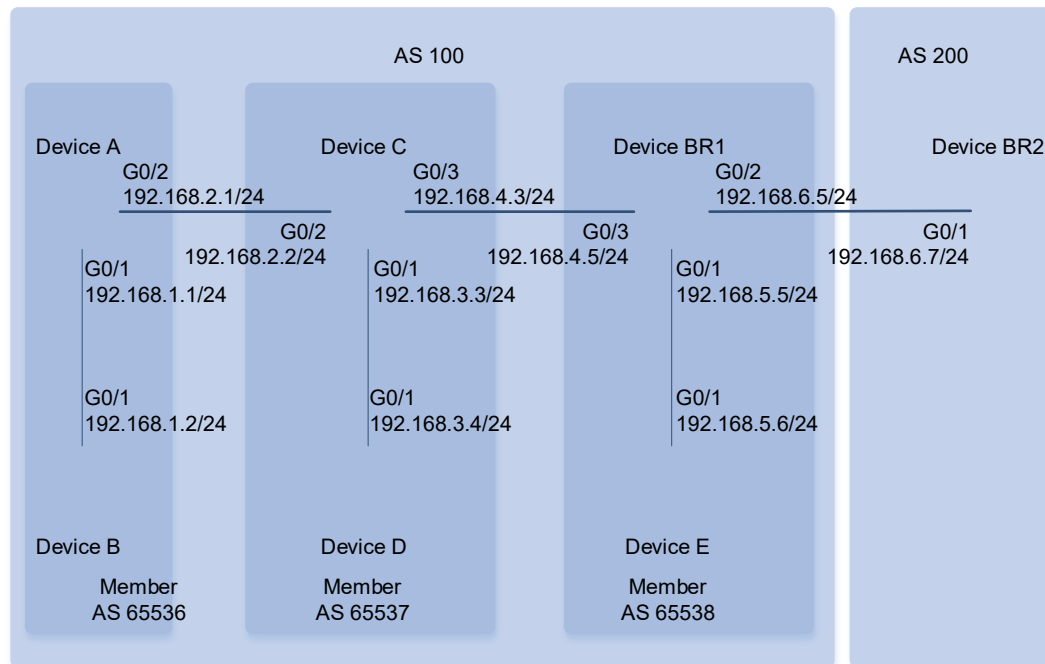 AS 100
AS 200
Device A
Device C
Device BR1
Device BR2
G0/2
192.168.2.1/24
G0/3
192.168.4.3/24
G0/2
192.168.6.5/24
G0/2
192.168.2.2/24
G0/3
192.168.4.5/24
G0/1
192.168.6.7/24
G0/1
192.168.1.1/24
G0/1
192.168.3.3/24
G0/1
192.168.5.5/24
G0/1
192.168.1.2/24
G0/1
192.168.3.4/24
G0/1
192.168.5.6/24
Device B
Device D
Device E
Member
AS 65536
Member
AS 65537
Member
AS 65538